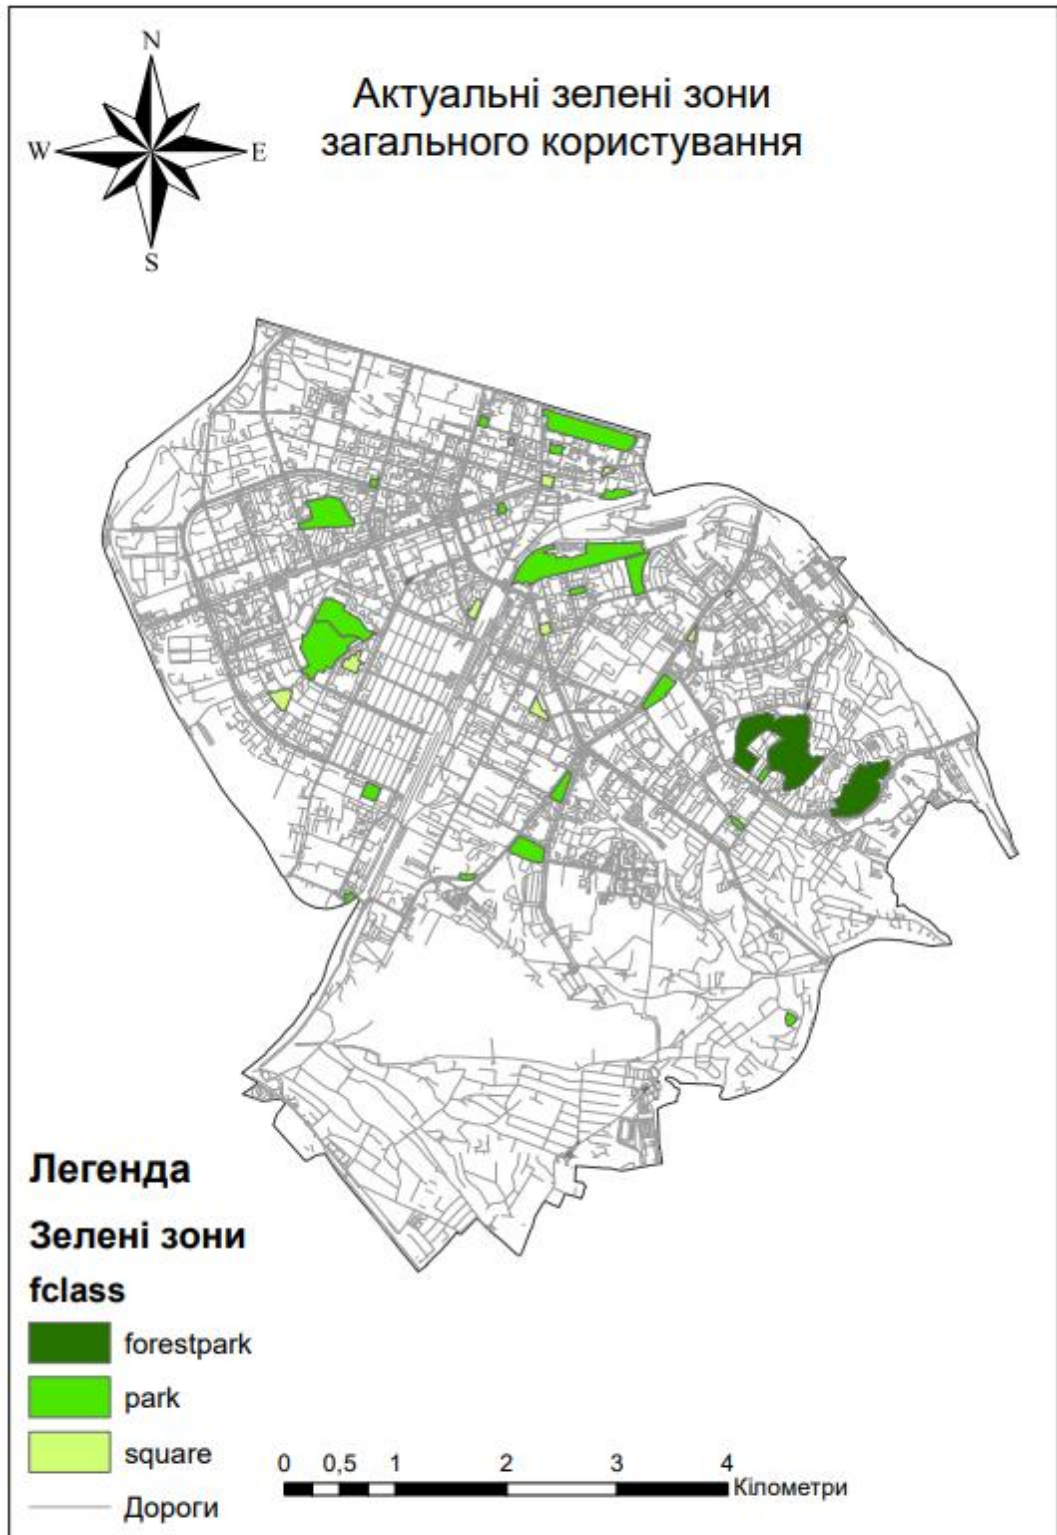 N
W E
S
Актуальні зелені зони
загального користування
Легенда
Зелені зони
fclass
forestpark
park
square
Дороги
0 0,5 1 2 3 4
Кілометри